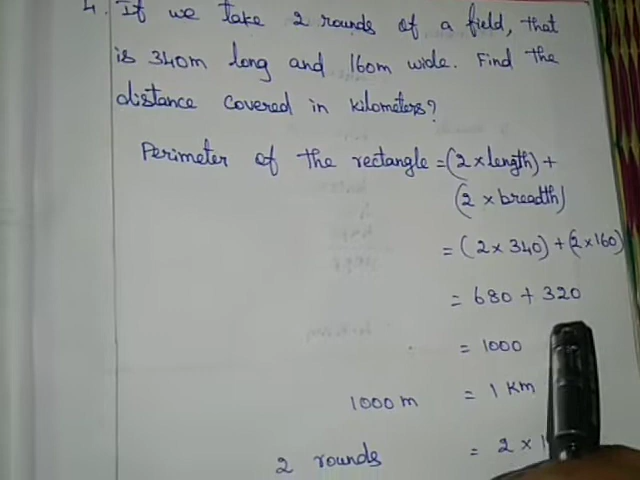 4. If we take 2 rounds of a field, that
is 340m long and 160m wide. Find the
distance covered in kilometers?
Perimeter of the rectangle = (2 x length) +
(2 x breadth)
= (2 x 340) + (2 x 160)
= 680 + 320
= 1000
1000 m = 1 Km
2 rounds = 2 x 1